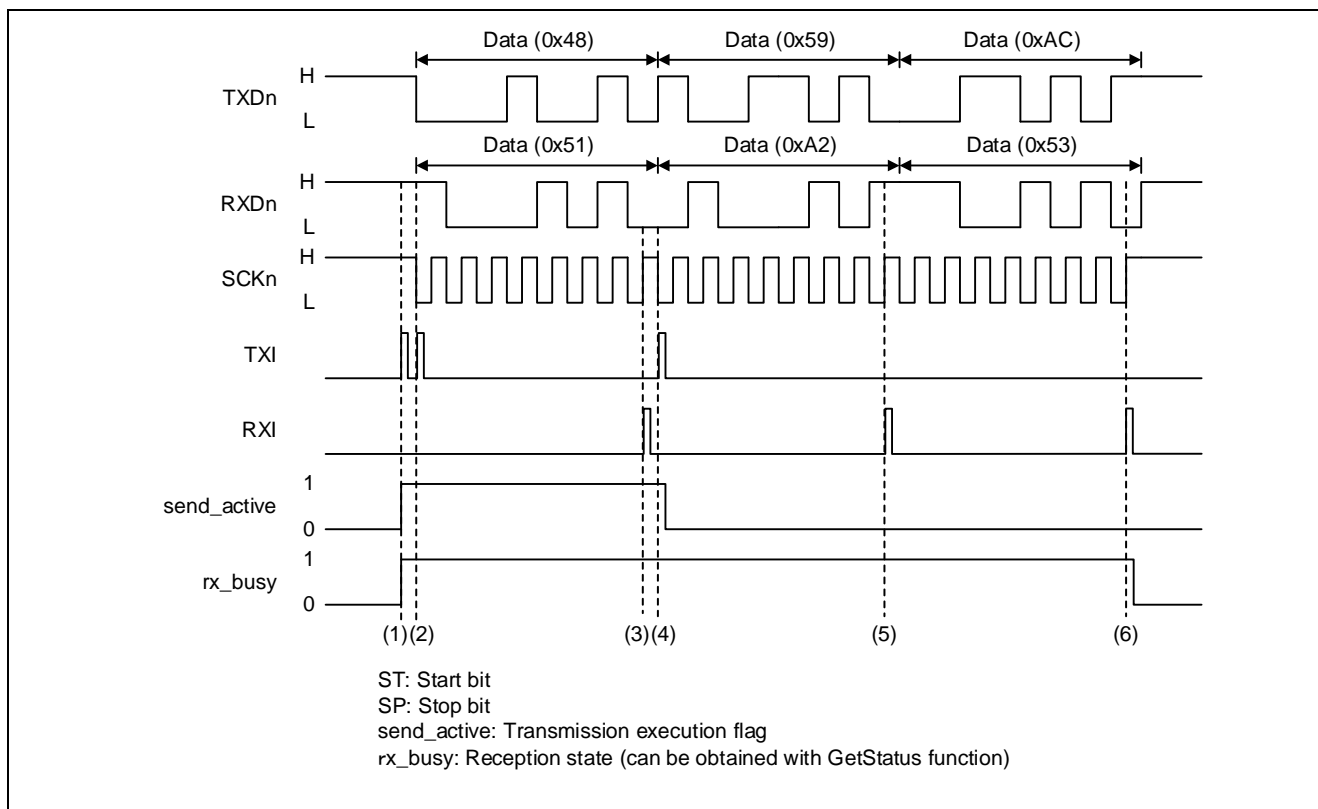 Data (0x48) Data (0x59) Data (0xAC)
H
TXDn
L
Data (0x51) Data (0xA2) Data (0x53)
H
RXDn
L
H
SCKn
L
TXI
RXI
1
send_active
0
1
rx_busy
0
(1) (2) (3) (4) (5) (6)
ST: Start bit
SP: Stop bit
send_active: Transmission execution flag
rx_busy: Reception state (can be obtained with GetStatus function)